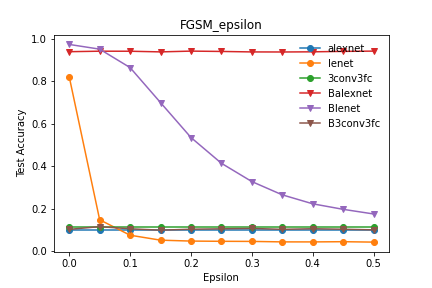 FGSM_epsilon
1.0
0.8
0.6
0.4
0.2
0.0
Test Accuracy
alexnet
lenet
3conv3fc
Balexnet
Blenet
B3conv3fc
0.0 0.1 0.2 0.3 0.4 0.5
Epsilon